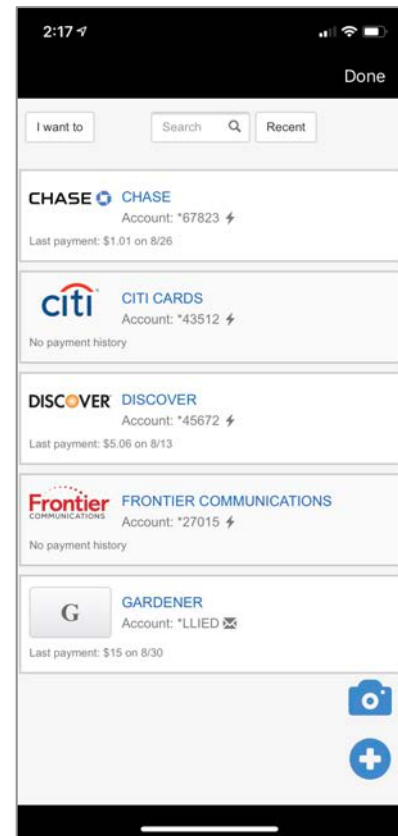 2:17
Done
I want to
Search
Recent
CHASE
CHASE
Account: *67823
Last payment: $1.01 on 8/26
citi
CITI CARDS
Account: *43512
No payment history
DISCOVER
DISCOVER
Account: *45672
Last payment: $5.06 on 8/13
Frontier
COMMUNICATIONS
FRONTIER COMMUNICATIONS
Account: *27015
No payment history
G
GARDENER
Account: *LLIED
Last payment: $15 on 8/30